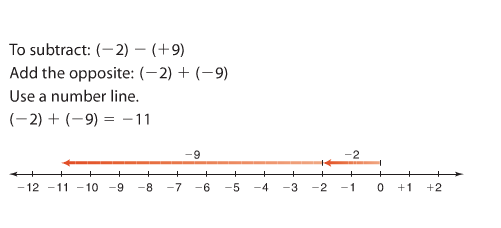 To subtract: (−2) − (+9)
Add the opposite: (−2) + (−9)
Use a number line.
(−2) + (−9) = −11
−9 −2
−12 −11 −10 −9 −8 −7 −6 −5 −4 −3 −2 −1 0 +1 +2